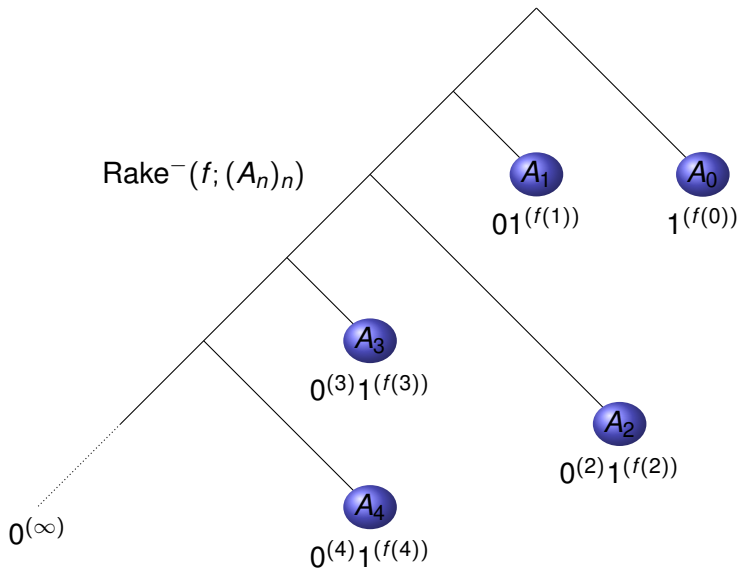 Rake⁻(f; (Aₙ)ₙ)
A₁
A₀
01^(f(1))
1^(f(0))
A₃
0^(3)1^(f(3))
A₂
0^(2)1^(f(2))
A₄
0^(∞)
0^(4)1^(f(4))